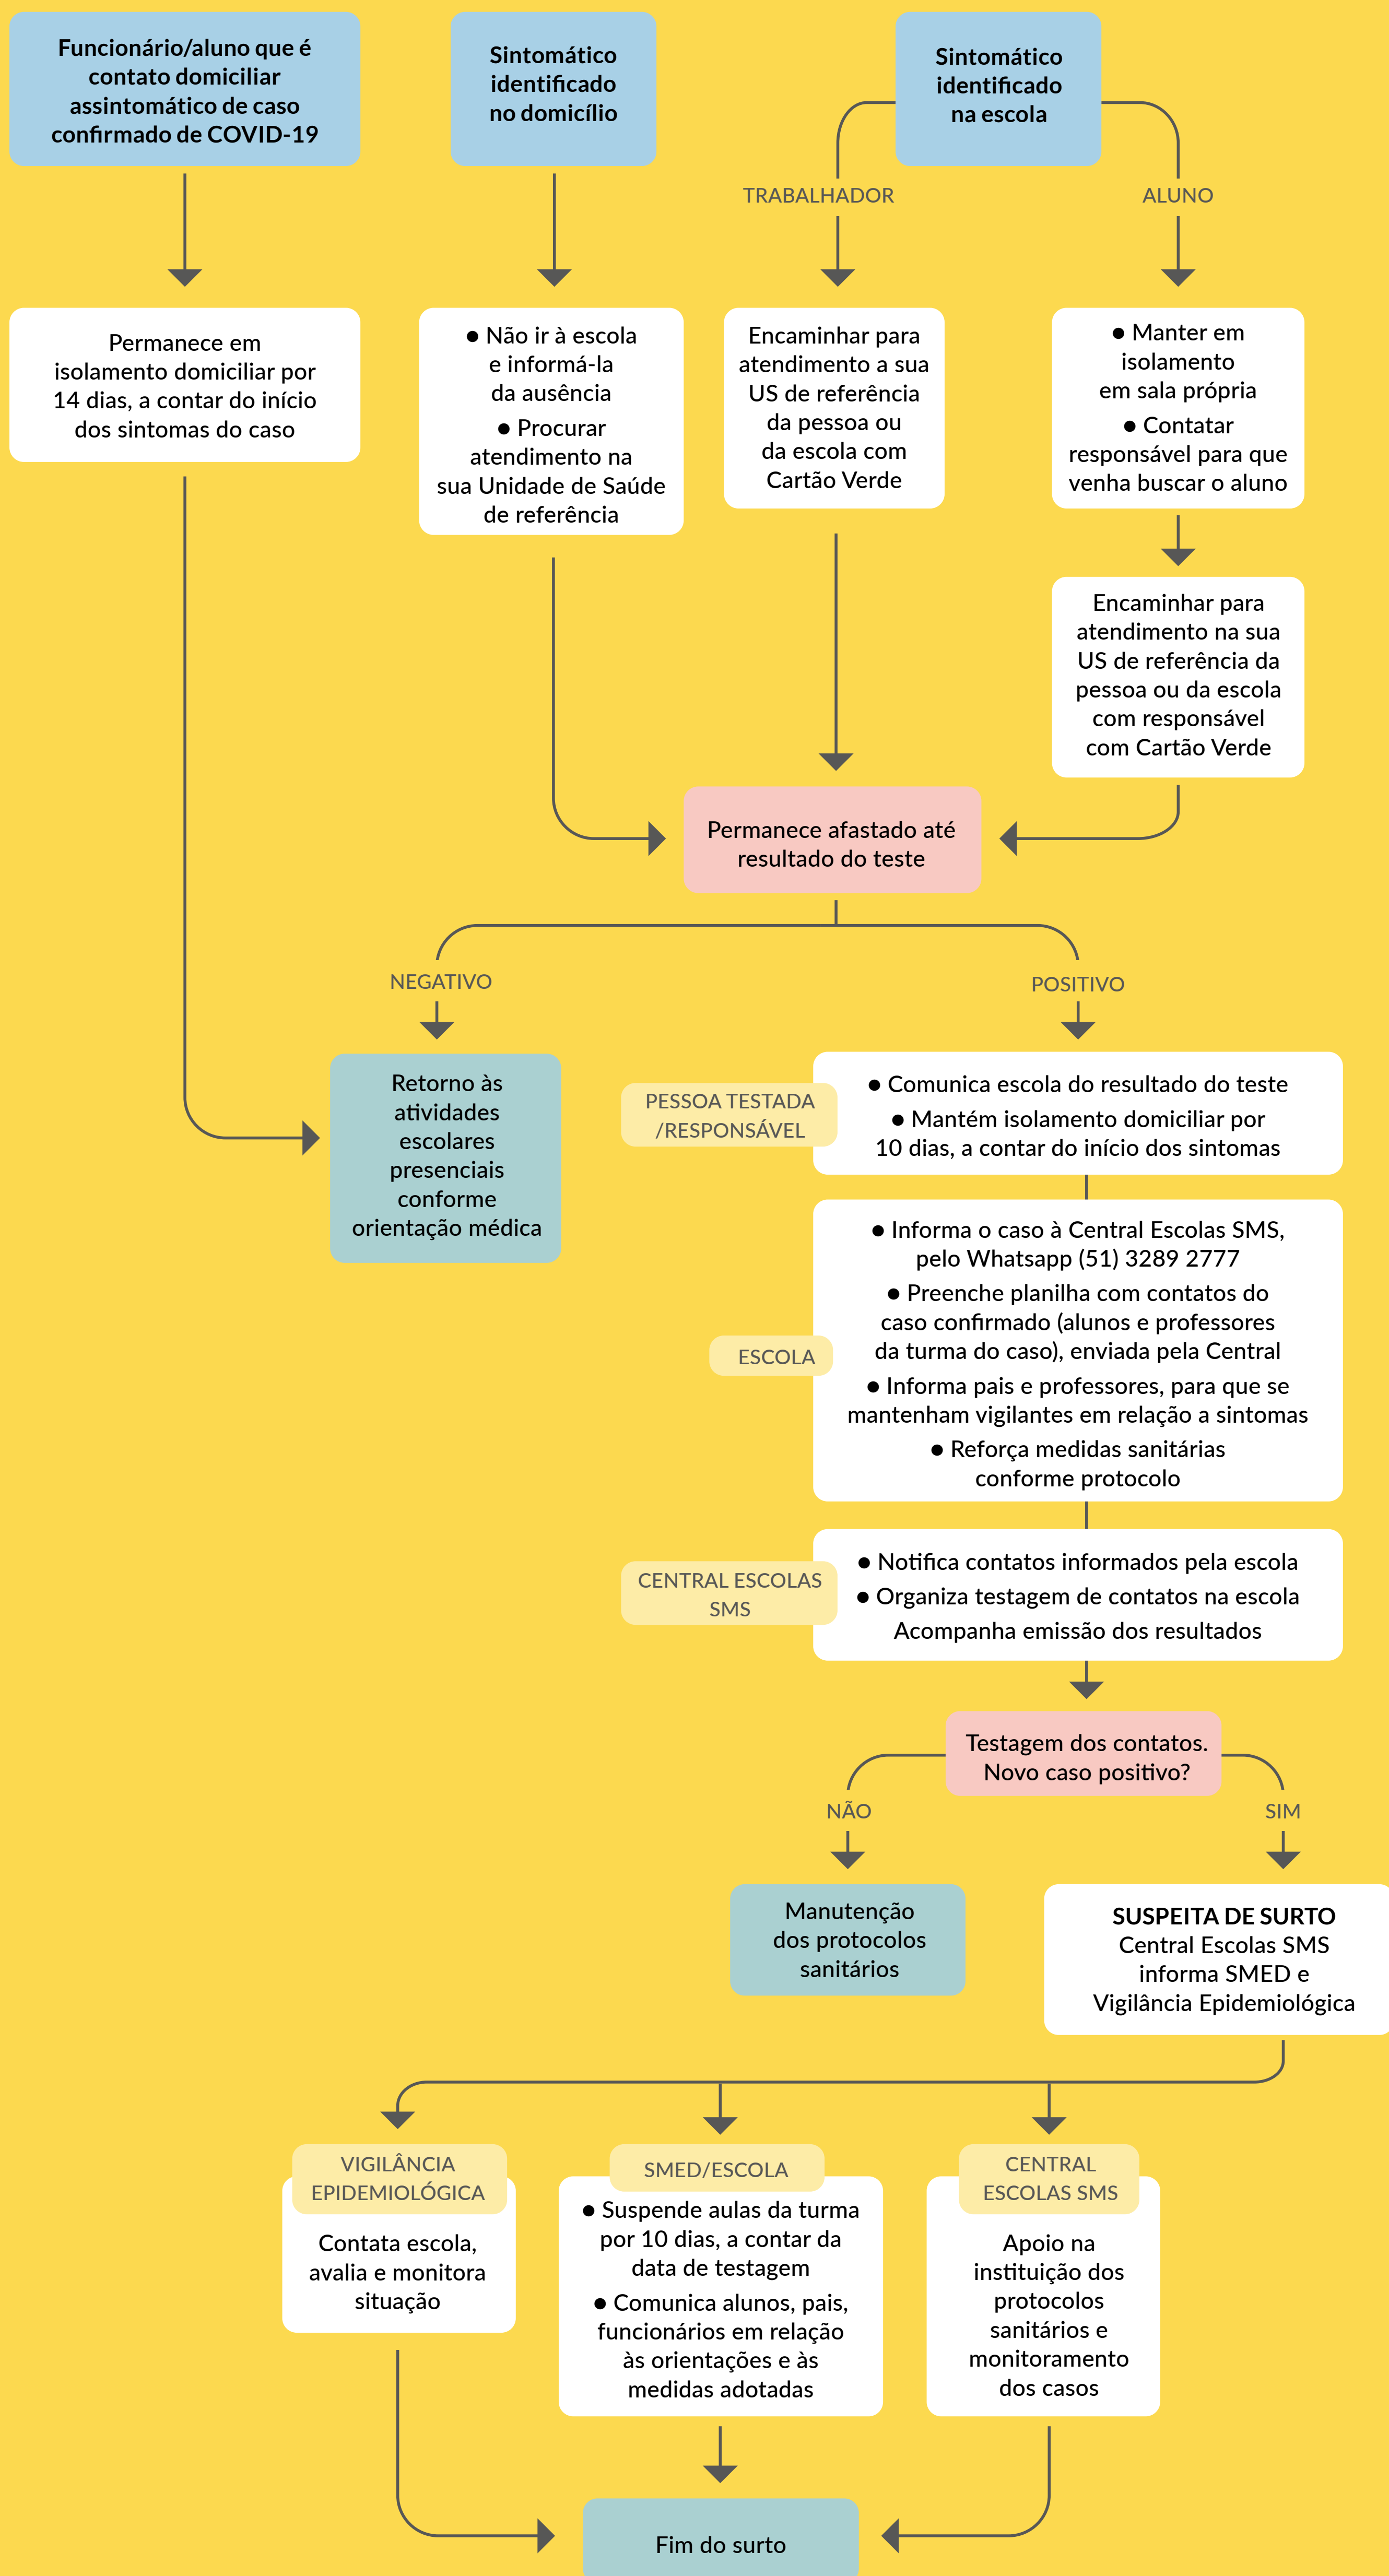 Funcionário/aluno que é
contato domiciliar
assintomático de caso
confirmado de COVID-19
Sintomático
identificado
no domicílio
Sintomático
identificado
na escola
TRABALHADOR
ALUNO
Permanece em
isolamento domiciliar por
14 dias, a contar do início
dos sintomas do caso
● Não ir à escola
e informá-la
da ausência
● Procurar
atendimento na
sua Unidade de Saúde
de referência
Encaminhar para
atendimento a sua
US de referência
da pessoa ou
da escola com
Cartão Verde
● Manter em
isolamento
em sala própria
● Contatar
responsável para que
venha buscar o aluno
Encaminhar para
atendimento na sua
US de referência da
pessoa ou da escola
com responsável
com Cartão Verde
Permanece afastado até
resultado do teste
NEGATIVO
POSITIVO
Retorno às
atividades
escolares
presenciais
conforme
orientação médica
PESSOA TESTADA
/RESPONSÁVEL
● Comunica escola do resultado do teste
● Mantém isolamento domiciliar por
10 dias, a contar do início dos sintomas
ESCOLA
● Informa o caso à Central Escolas SMS,
pelo Whatsapp (51) 3289 2777
● Preenche planilha com contatos do
caso confirmado (alunos e professores
da turma do caso), enviada pela Central
● Informa pais e professores, para que se
mantenham vigilantes em relação a sintomas
● Reforça medidas sanitárias
conforme protocolo
CENTRAL ESCOLAS
SMS
● Notifica contatos informados pela escola
● Organiza testagem de contatos na escola
Acompanha emissão dos resultados
Testagem dos contatos.
Novo caso positivo?
NÃO
SIM
Manutenção
dos protocolos
sanitários
SUSPEITA DE SURTO
Central Escolas SMS
informa SMED e
Vigilância Epidemiológica
VIGILÂNCIA
EPIDEMIOLÓGICA
Contata escola,
avalia e monitora
situação
SMED/ESCOLA
● Suspende aulas da turma
por 10 dias, a contar da
data de testagem
● Comunica alunos, pais,
funcionários em relação
às orientações e às
medidas adotadas
CENTRAL
ESCOLAS SMS
Apoio na
instituição dos
protocolos
sanitários e
monitoramento
dos casos
Fim do surto